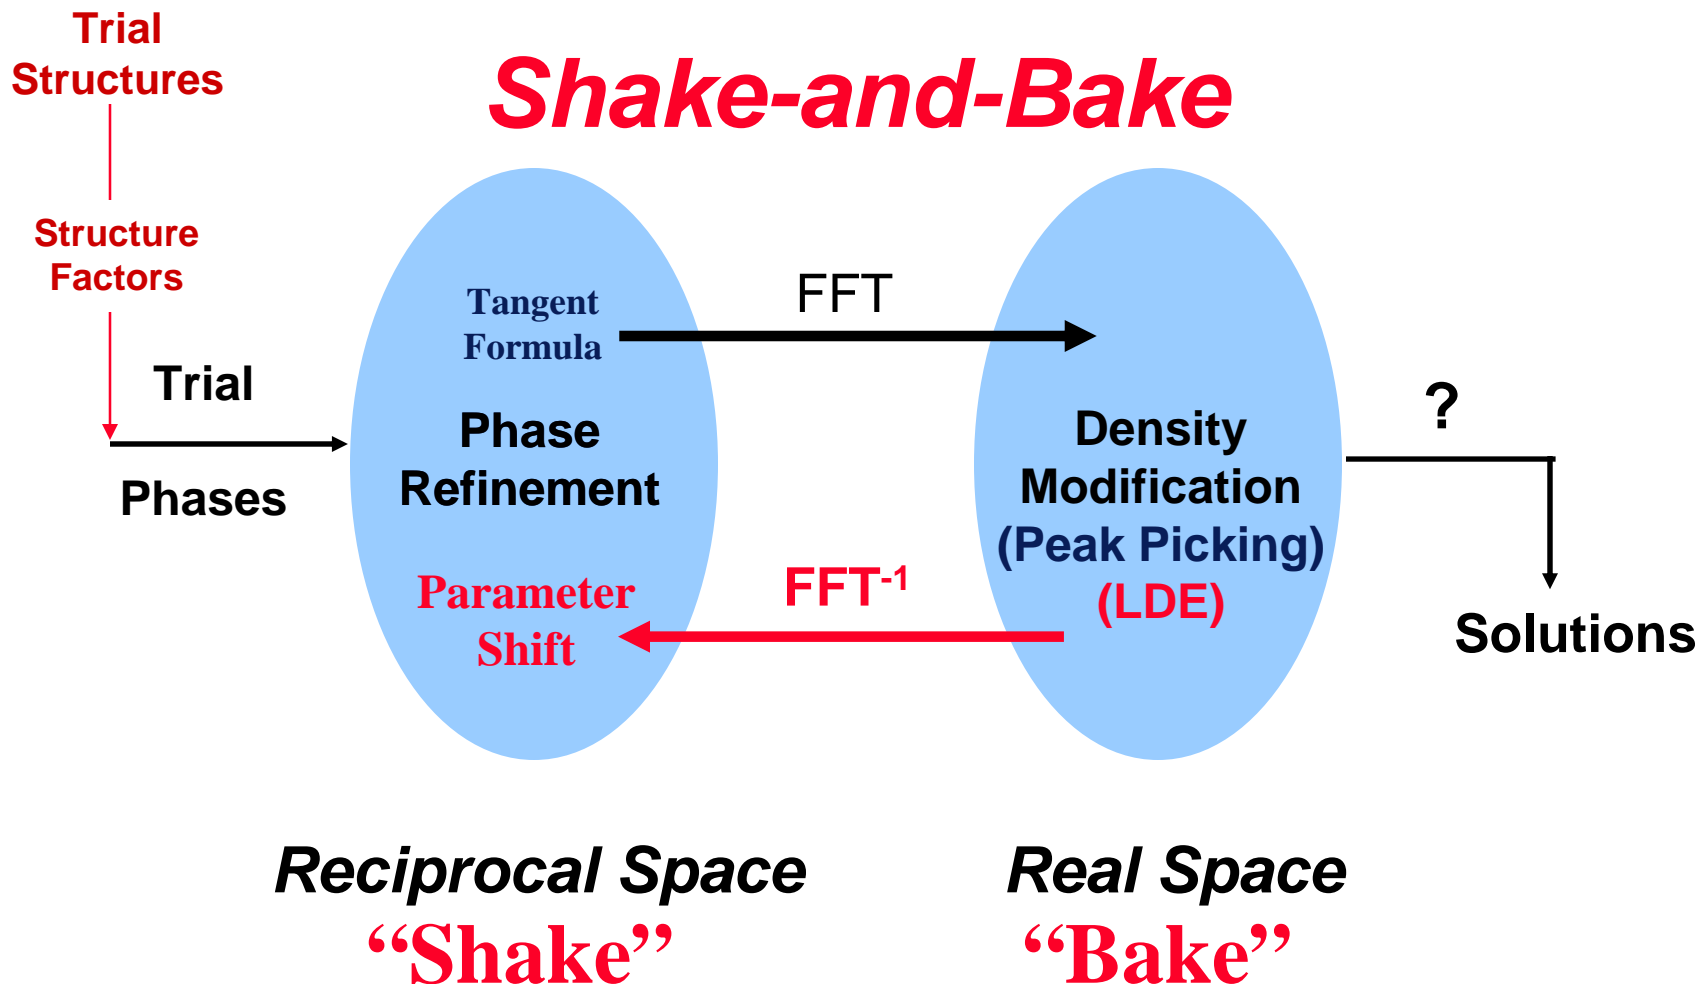 Trial
Structures
Shake-and-Bake
Structure
Factors
Trial
Phases
Tangent
Formula
Phase
Refinement
Parameter
Shift
FFT
FFT-1
Density
Modification
(Peak Picking)
(LDE)
?
Solutions
Reciprocal Space
“Shake”
Real Space
“Bake”